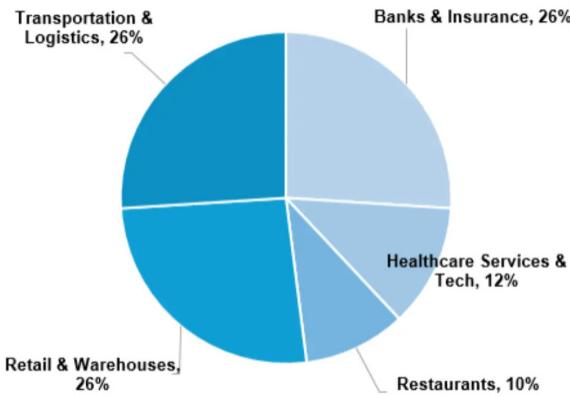 Transportation &
Logistics, 26%
Banks & Insurance, 26%
Healthcare Services &
Tech, 12%
Retail & Warehouses,
26%
Restaurants, 10%